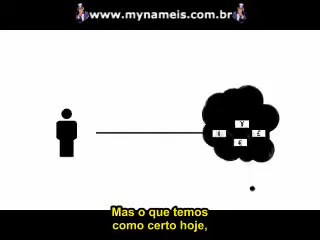 www.mynameis.com.br
¥
$ £
€
Mas o que temos
como certo hoje,